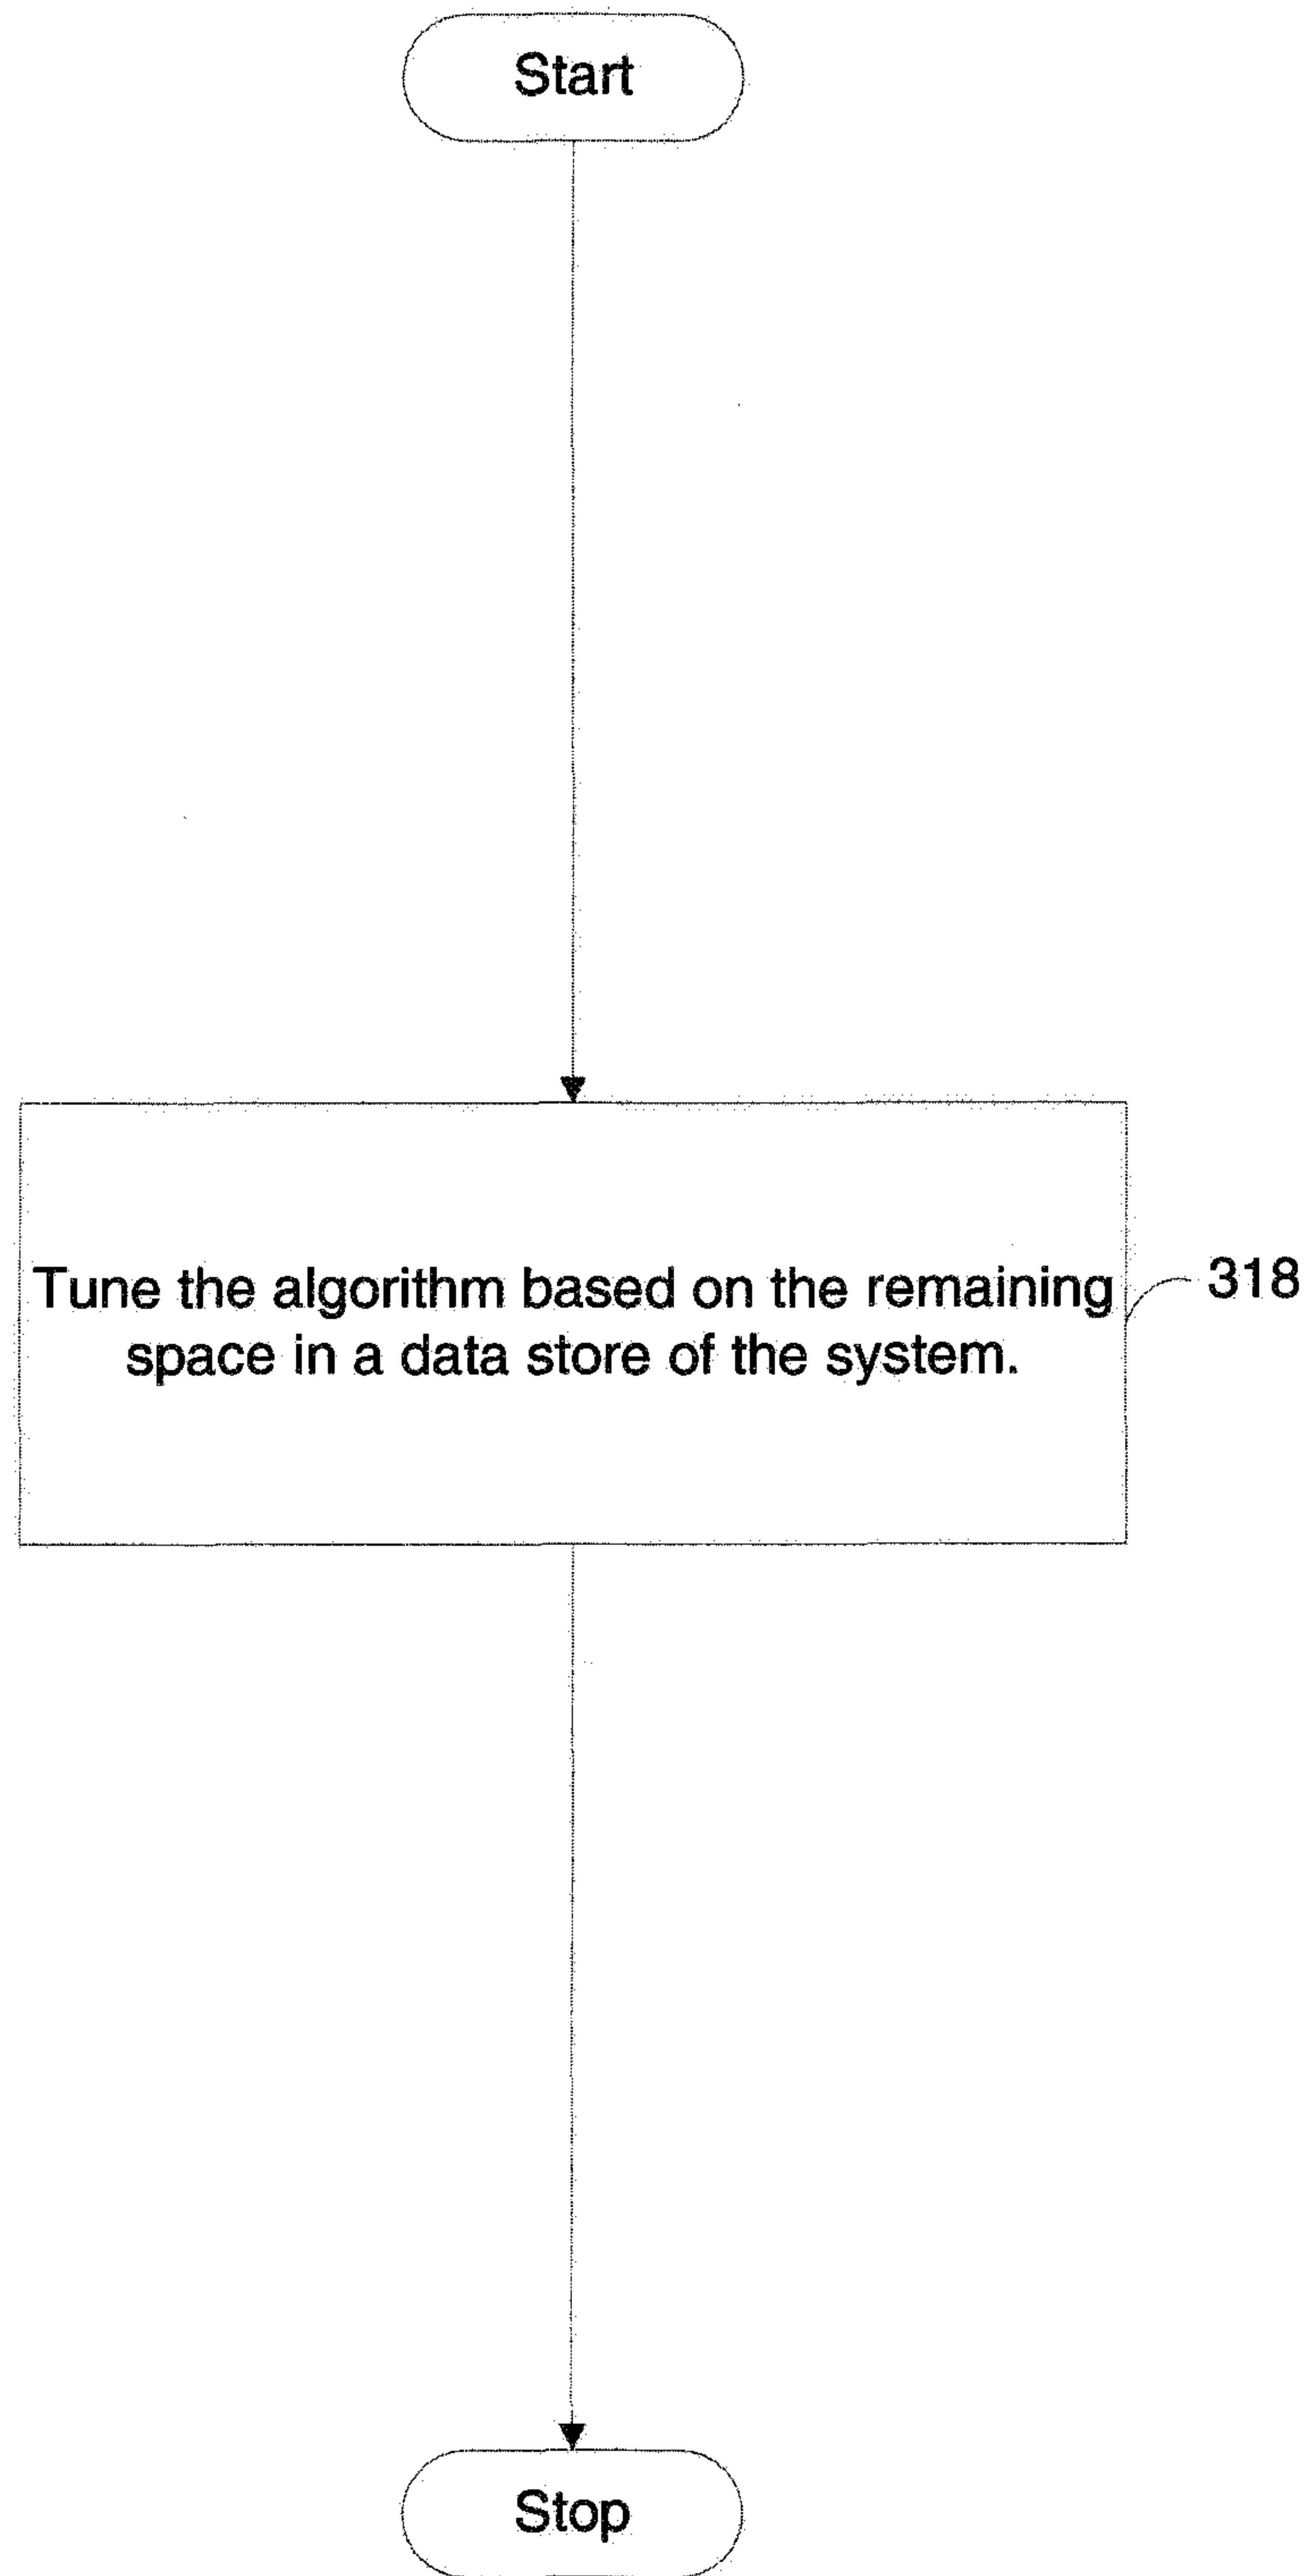 Start
Tune the algorithm based on the remaining
space in a data store of the system.
318
Stop